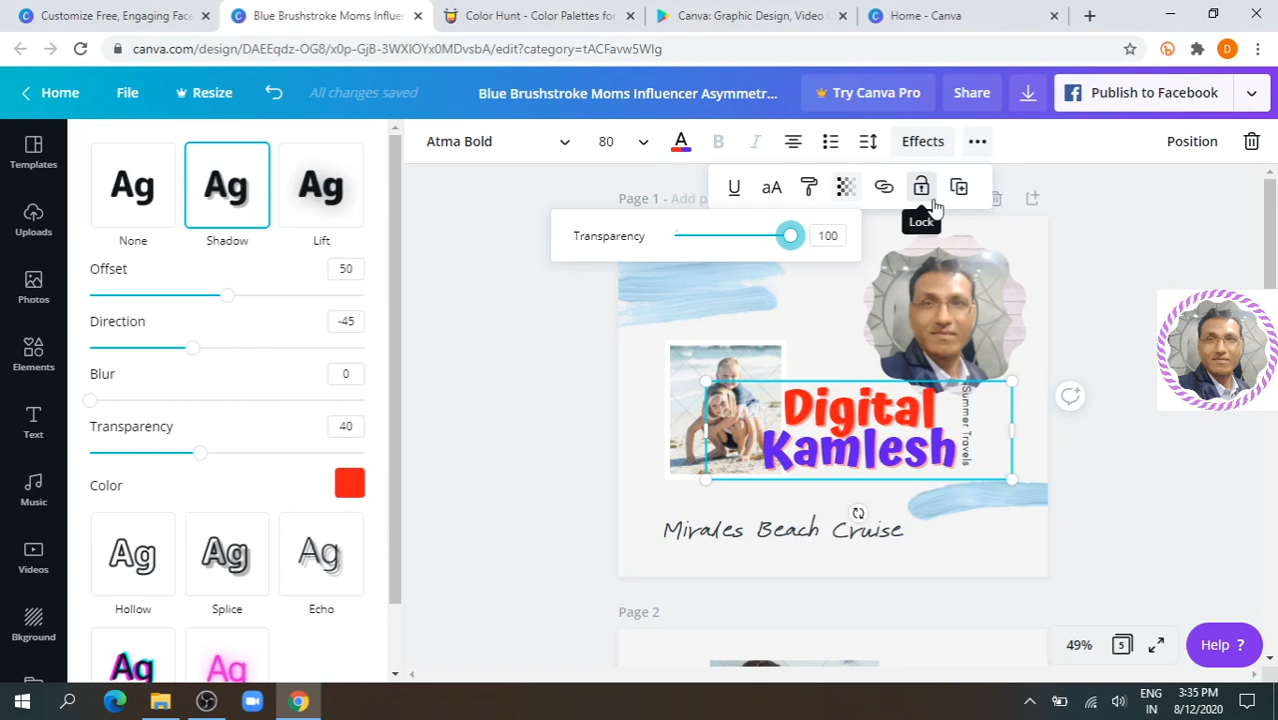 Customize Free, Engaging Face
Blue Brushstroke Moms Influen
Color Hunt - Color Palettes for
Canva: Graphic Design, Video C
Home - Canva
canva.com/design/DAEEqdz-OG8/x0p-GjB-3WXIOYx0MDvsbA/edit?category=tACFavw5WIg
D
Home
File
Resize
All changes saved
Blue Brushstroke Moms Influencer Asymmetr...
Try Canva Pro
Share
Publish to Facebook
Templates
Uploads
Photos
Elements
Text
Music
Videos
Bkground
Atma Bold
80
A
B
I
Effects
Position
U
aA
Lock
Page 1 - Add p
Transparency
100
Ag
Ag
Ag
None
Shadow
Lift
Offset
50
Direction
-45
Blur
0
Transparency
40
Color
Ag
Ag
Ag
Hollow
Splice
Echo
Ag
Ag
Digital
Kamlesh
Summer Travels
Mirales Beach Cruise
Page 2
49%
5
Help ?
ENG
IN
3:35 PM
8/12/2020